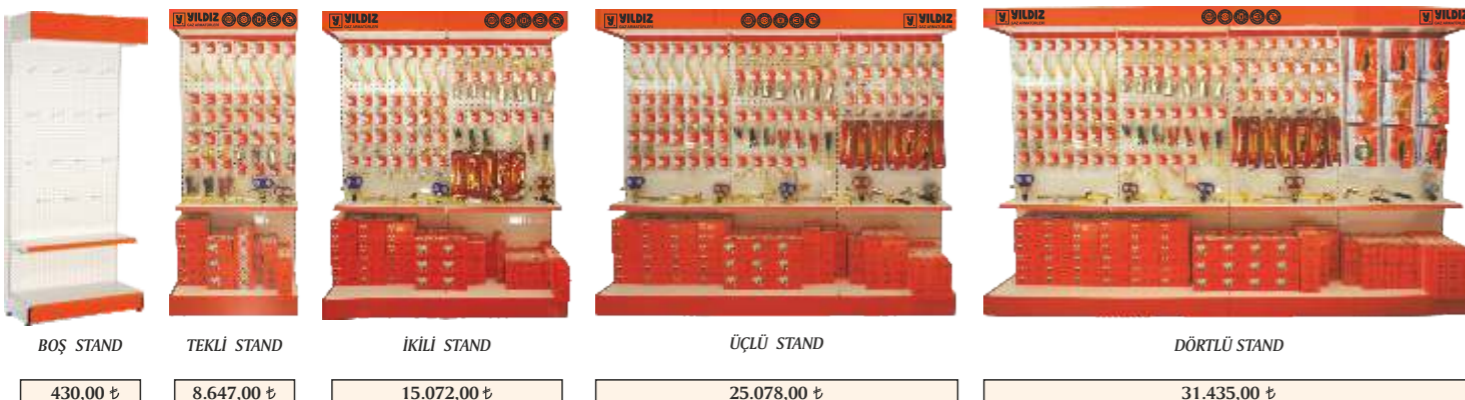 YILDIZ
YILDIZ
YILDIZ
YILDIZ
YILDIZ
YILDIZ
BOŞ STAND
TEKLİ STAND
İKİLİ STAND
ÜÇLÜ STAND
DÖRTLÜ STAND
430,00 ₺
8.647,00 ₺
15.072,00 ₺
25.078,00 ₺
31.435,00 ₺